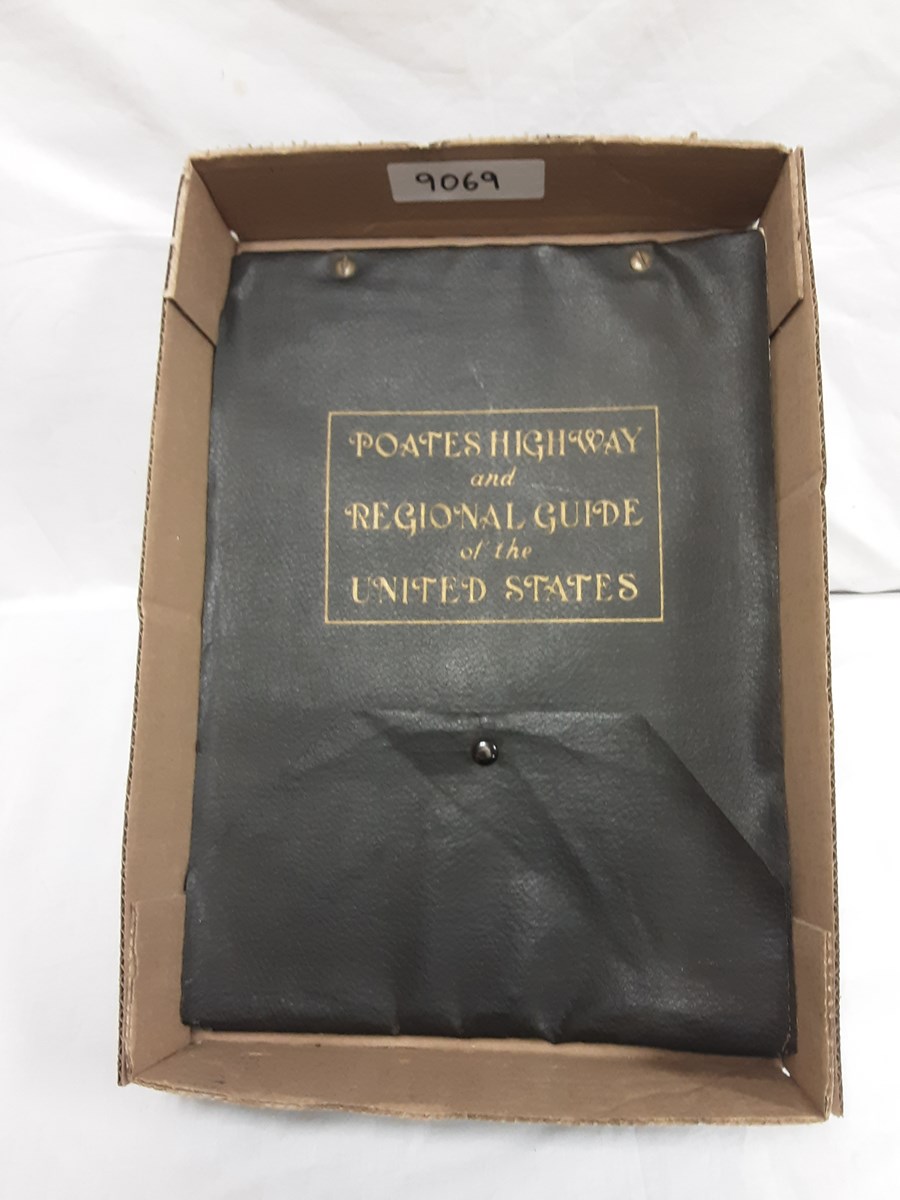 9069
POATES HIGHWAY
and
REGIONAL GUIDE
of the
UNITED STATES